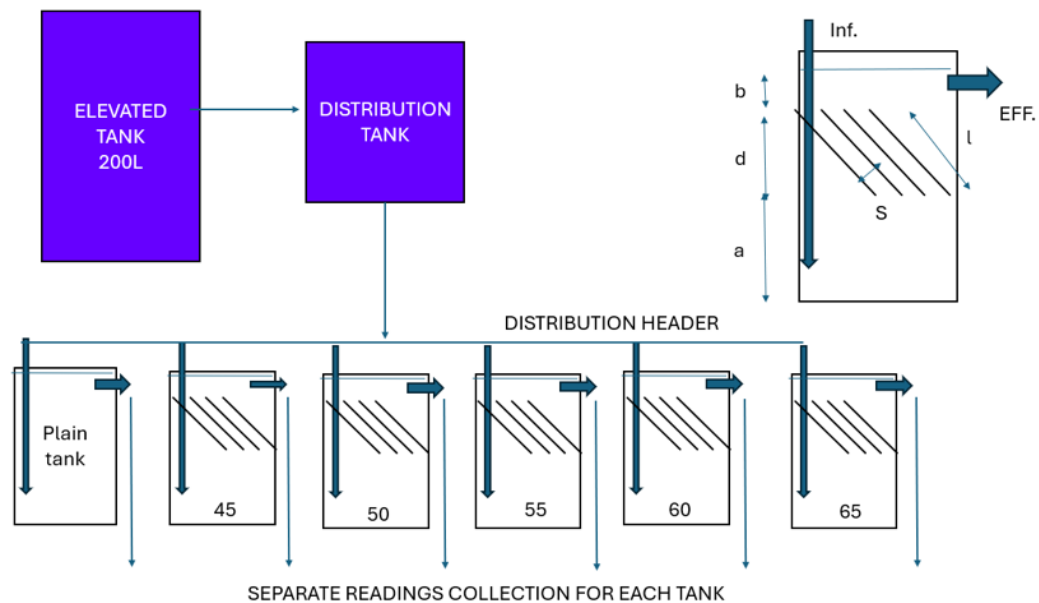 ELEVATED
TANK
200L
DISTRIBUTION
TANK
Inf.
b
EFF.
d
l
S
a
DISTRIBUTION HEADER
Plain
tank
45
50
55
60
65
SEPARATE READINGS COLLECTION FOR EACH TANK